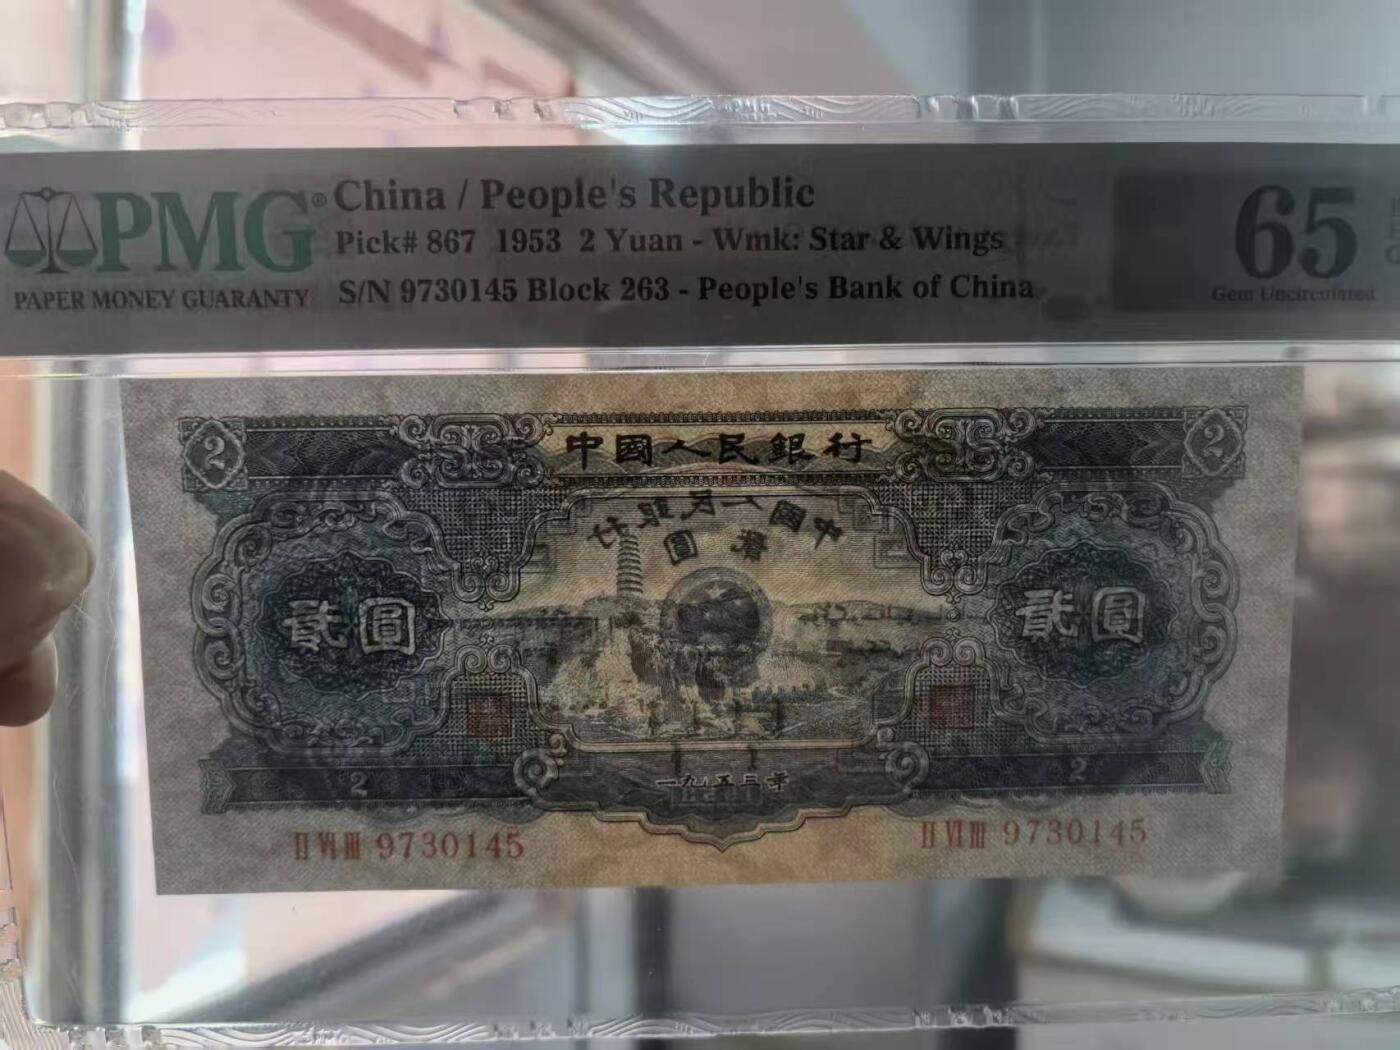 PMG® China / People's Republic
Pick# 867 1953 2 Yuan - Wmk: Star & Wings
PAPER MONEY GUARANTY S/N 9730145 Block 263 - People's Bank of China
65
Gem Uncirculated
2 中國人民銀行 2
中國人民銀行
貳圓
貳圓 貳圓
2 一九五三年 2
II VI III 9730145 II VI III 9730145